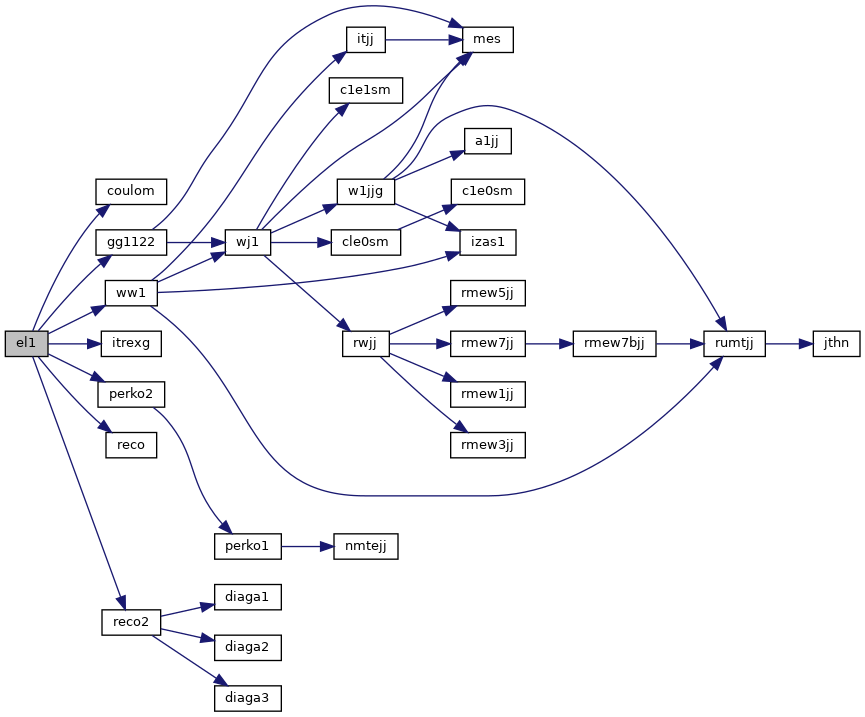 itjj
mes
c1e1sm
a1jj
coulom
w1jjg
c1e0sm
gg1122
wj1
cle0sm
izas1
ww1
rmew5jj
el1
itrexg
rwjj
rmew7jj
rmew7bjj
rumtjj
jthn
perko2
rmew1jj
reco
rmew3jj
perko1
nmtejj
diaga1
reco2
diaga2
diaga3